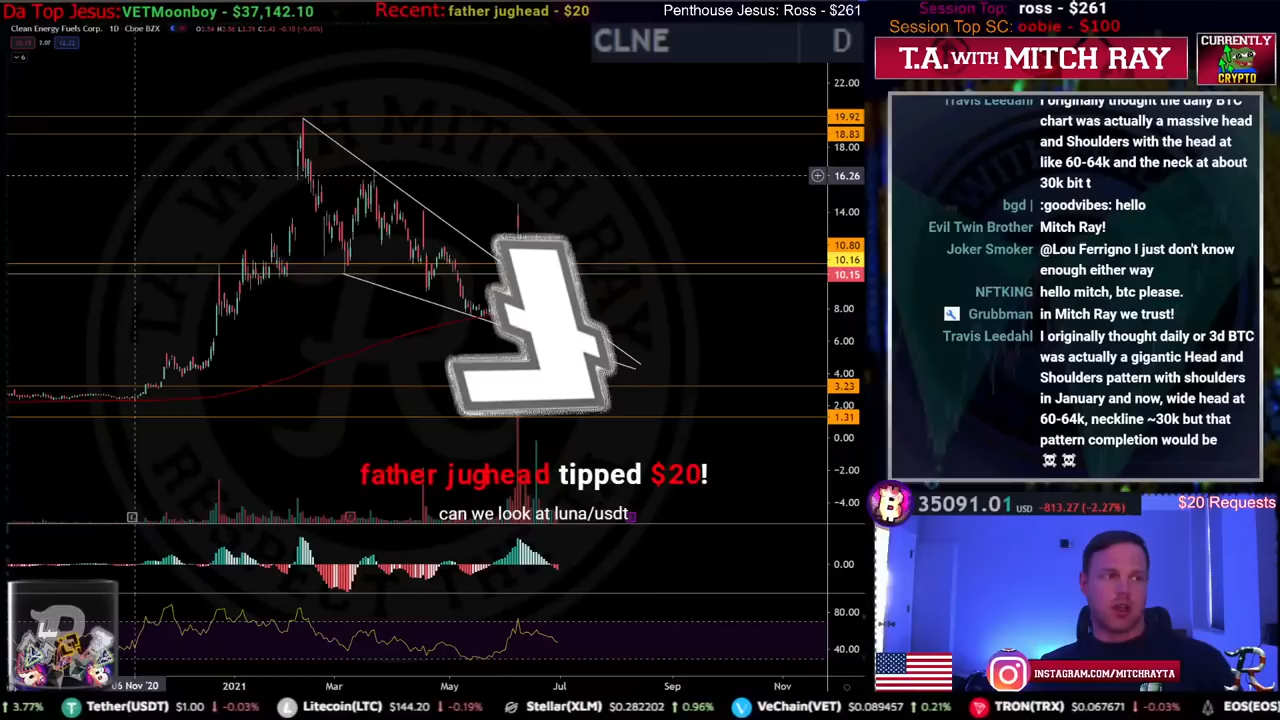 Da Top Jesus: VETMoonboy - $37,142.10
Recent: father jughead - $20
Penthouse Jesus: Ross - $261
Session Top: ross - $261
Session Top SC: oobie - $100
Clean Energy Fuels Corp. 1D Cboe BZX
10.15 2.07 12.22
6
CLNE D
T.A. WITH MITCH RAY
CURRENTLY
CRYPTO
22.00
19.92
18.83
18.00
16.26
14.00
10.80
10.16
10.15
8.00
6.00
4.00
3.23
2.00
1.31
0.00
−2.00
−4.00
0.00
80.00
40.00
father jughead tipped $20!
can we look at luna/usdt
06 Nov '20 2021 Mar May Jul Sep Nov
Travis Leedahl I originally thought the daily BTC
chart was actually a massive head
and Shoulders with the head at
like 60-64k and the neck at about
30k bit t
bgd | :goodvibes: hello
Evil Twin Brother Mitch Ray!
Joker Smoker @Lou Ferrigno I just don't know
enough either way
NFTKING hello mitch, btc please.
Grubbman in Mitch Ray we trust!
Travis Leedahl I originally thought daily or 3d BTC
was actually a gigantic Head and
Shoulders pattern with shoulders
in January and now, wide head at
60-64k, neckline ~30k but that
pattern completion would be
35091.01 USD -813.27 (-2.27%)
$20 Requests
INSTAGRAM.COM/MITCHRAYTA
3.77% Tether(USDT) $1.00 -0.03% Litecoin(LTC) $144.20 -0.19% Stellar(XLM) $0.282202 0.96% VeChain(VET) $0.089457 0.21% TRON(TRX) $0.067671 -0.03% EOS(EOS)